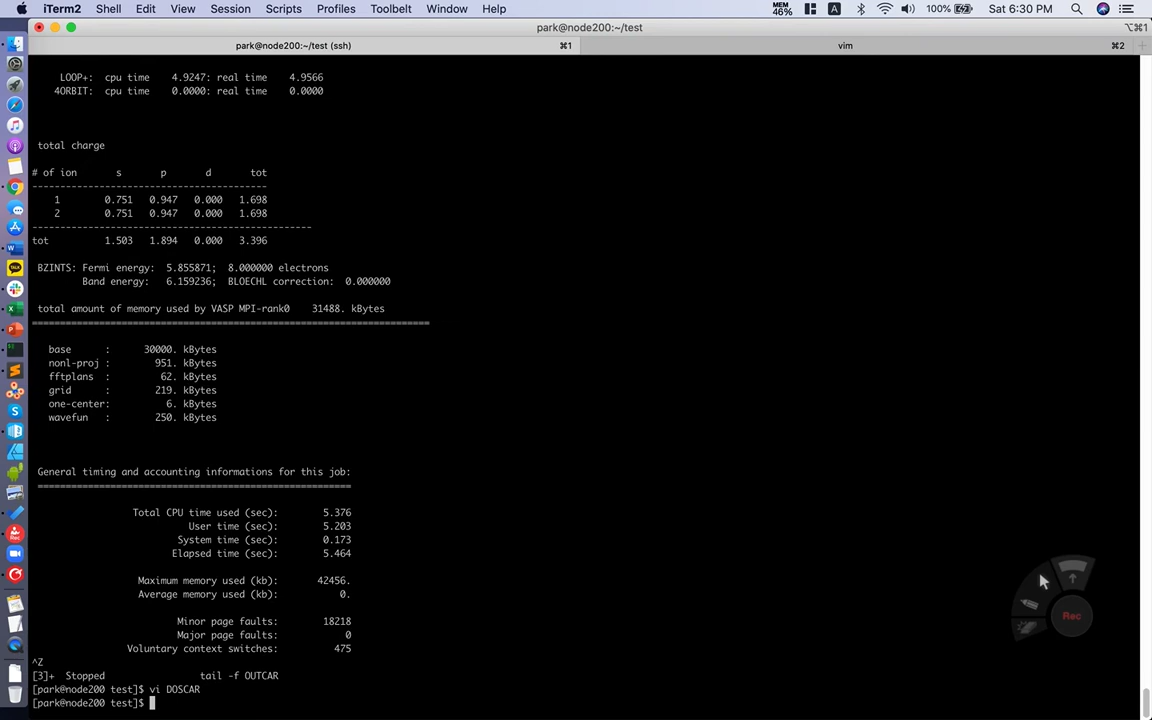 iTerm2 Shell Edit View Session Scripts Profiles Toolbelt Window Help MEM 46% A 100% Sat 6:30 PM
park@node200:~/test ⌥⌘1
park@node200:~/test (ssh) ⌘1 vim ⌘2
LOOP+: cpu time 4.9247: real time 4.9566
4ORBIT: cpu time 0.0000: real time 0.0000
total charge
# of ion s p d tot
------------------------------------------
1 0.751 0.947 0.000 1.698
2 0.751 0.947 0.000 1.698
--------------------------------------------------
tot 1.503 1.894 0.000 3.396
BZINTS: Fermi energy: 5.855871; 8.000000 electrons
Band energy: 6.159236; BLOECHL correction: 0.000000
total amount of memory used by VASP MPI-rank0 31488. kBytes
=======================================================================
base : 30000. kBytes
nonl-proj : 951. kBytes
fftplans : 62. kBytes
grid : 219. kBytes
one-center: 6. kBytes
wavefun : 250. kBytes
General timing and accounting informations for this job:
========================================================
Total CPU time used (sec): 5.376
User time (sec): 5.203
System time (sec): 0.173
Elapsed time (sec): 5.464
Maximum memory used (kb): 42456.
Average memory used (kb): 0.
Minor page faults: 18218
Major page faults: 0
Voluntary context switches: 475
^Z
[3]+ Stopped tail -f OUTCAR
[park@node200 test]$ vi DOSCAR
[park@node200 test]$
Rec